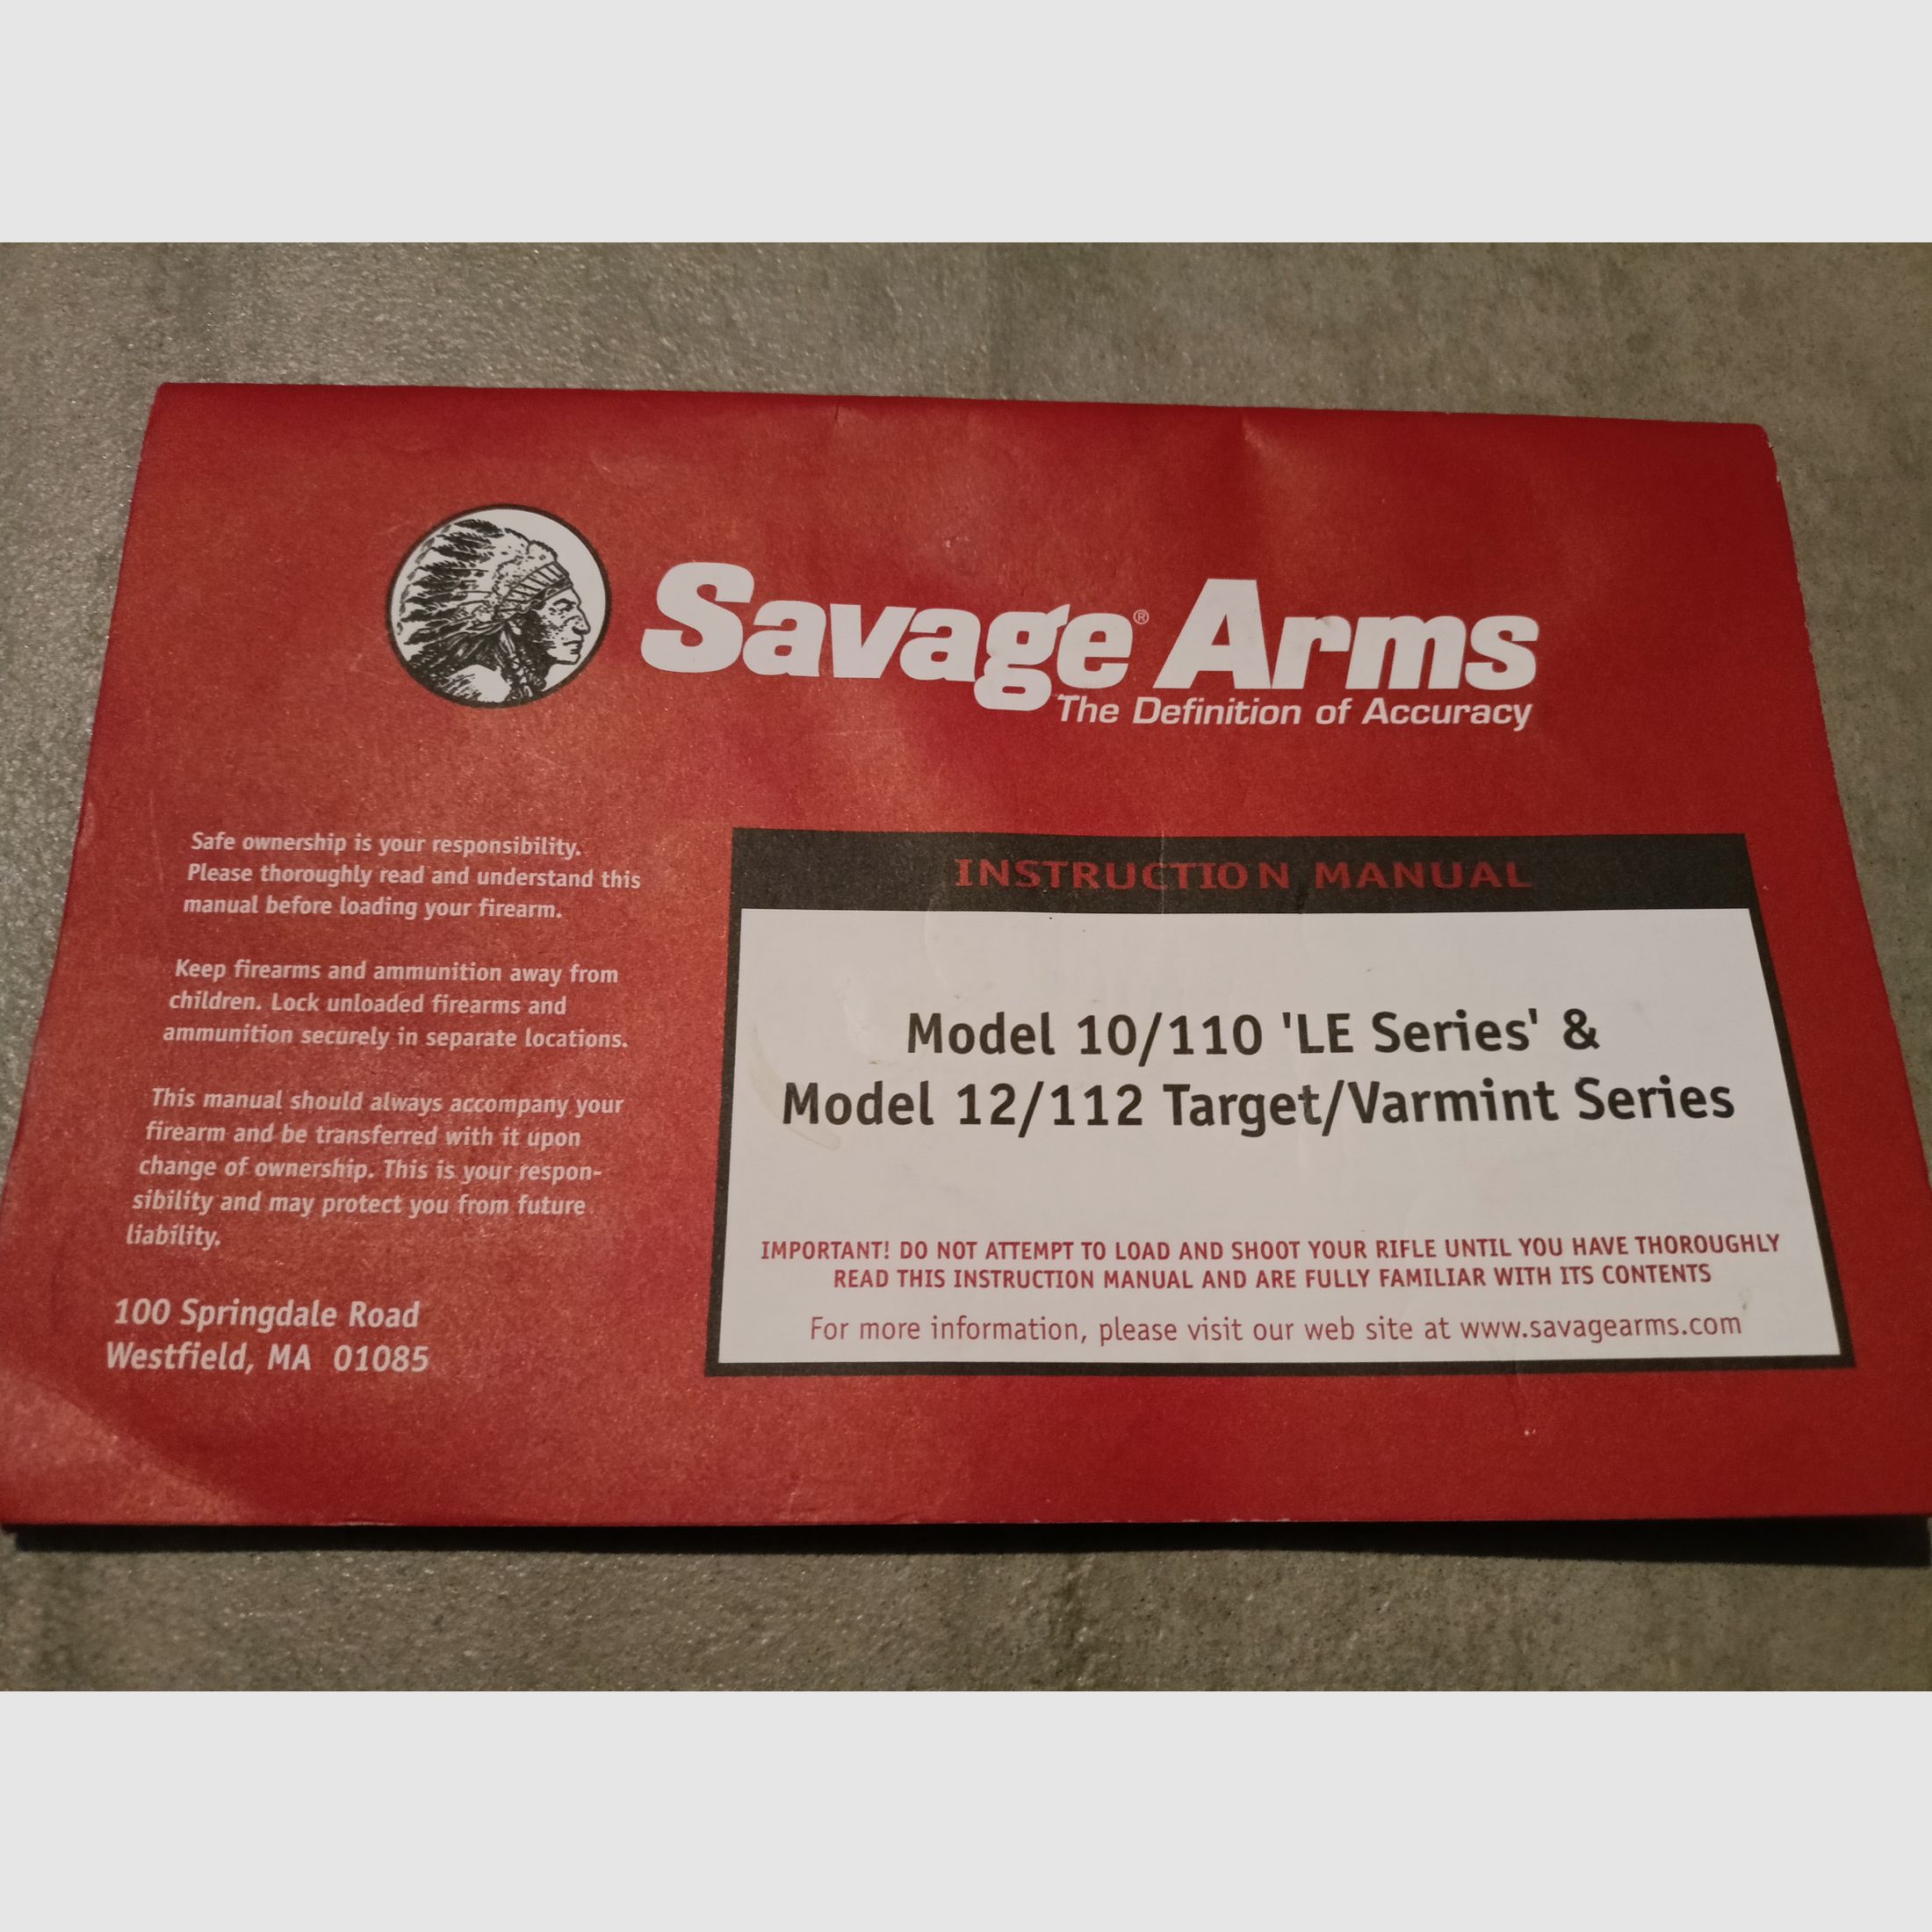 Savage® Arms
The Definition of Accuracy
Safe ownership is your responsibility.
Please thoroughly read and understand this
manual before loading your firearm.
Keep firearms and ammunition away from
children. Lock unloaded firearms and
ammunition securely in separate locations.
This manual should always accompany your
firearm and be transferred with it upon
change of ownership. This is your respon-
sibility and may protect you from future
liability.
100 Springdale Road
Westfield, MA 01085
INSTRUCTION MANUAL
Model 10/110 'LE Series' &
Model 12/112 Target/Varmint Series
IMPORTANT! DO NOT ATTEMPT TO LOAD AND SHOOT YOUR RIFLE UNTIL YOU HAVE THOROUGHLY
READ THIS INSTRUCTION MANUAL AND ARE FULLY FAMILIAR WITH ITS CONTENTS
For more information, please visit our web site at www.savagearms.com